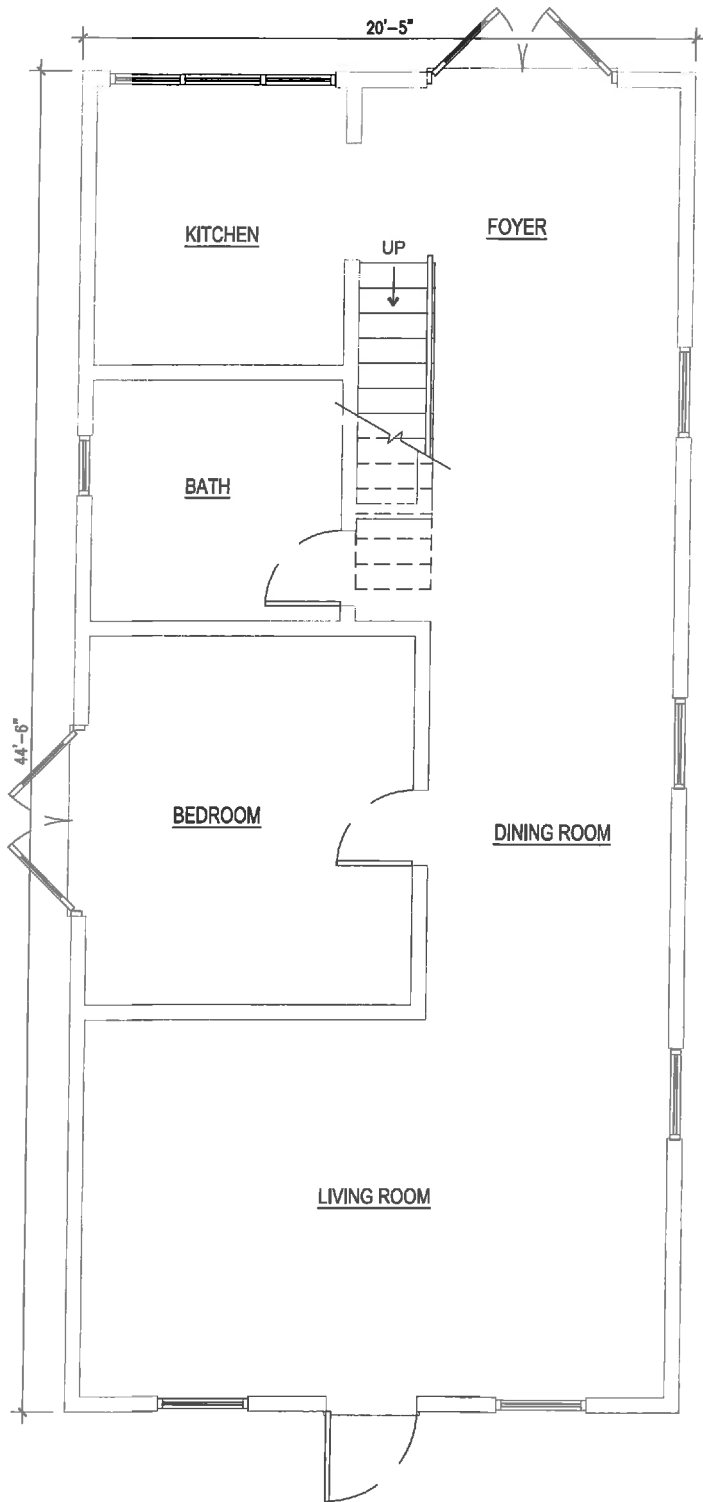 20'-5"
KITCHEN
FOYER
UP
BATH
44'-6"
BEDROOM
DINING ROOM
LIVING ROOM